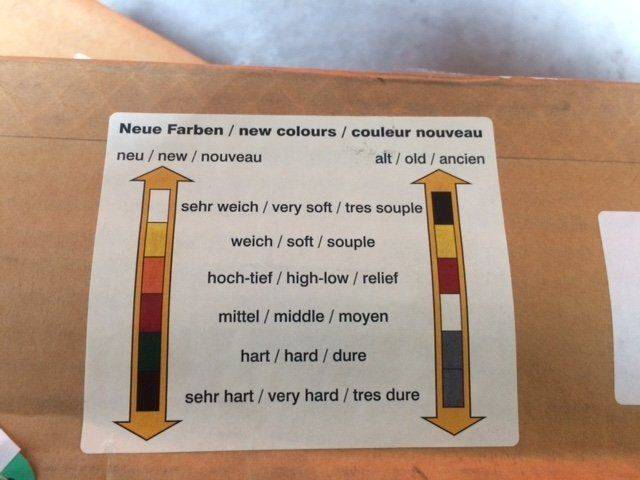 Neue Farben / new colours / couleur nouveau
neu / new / nouveau alt / old / ancien
sehr weich / very soft / tres souple
weich / soft / souple
hoch-tief / high-low / relief
mittel / middle / moyen
hart / hard / dure
sehr hart / very hard / tres dure